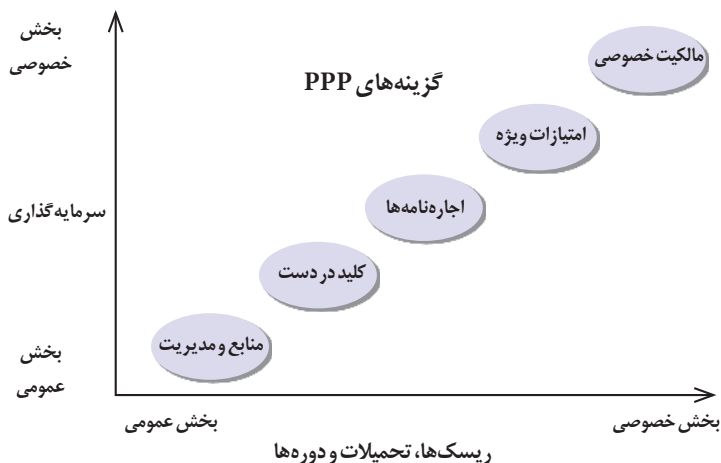 بخش
خصوصی
مالکیت خصوصی
گزینه‌های PPP
امتیازات ویژه
اجاره‌نامه‌ها
سرمایه‌گذاری
کلید در دست
منابع و مدیریت
بخش
عمومی
بخش عمومی
بخش خصوصی
ریسک‌ها، تحمیلات و دوره‌ها